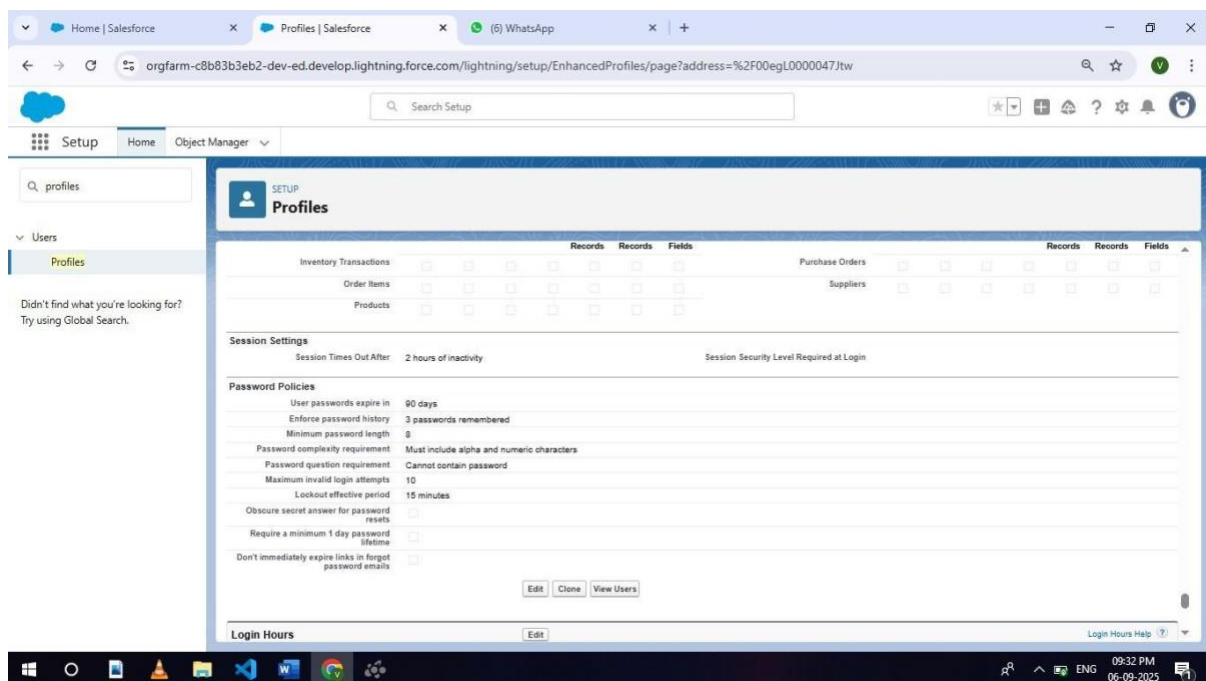 Home | Salesforce
Profiles | Salesforce
(6) WhatsApp
orgfarm-c8b83b3eb2-dev-ed.develop.lightning.force.com/lightning/setup/EnhancedProfiles/page?address=%2F00egL0000047Jtw
V
Search Setup
Setup Home Object Manager
profiles
Users
Profiles
Didn't find what you're looking for?
Try using Global Search.
SETUP
Profiles
Records Records Fields Records Records Fields
Inventory Transactions Purchase Orders
Order Items Suppliers
Products
Session Settings
Session Times Out After 2 hours of inactivity Session Security Level Required at Login
Password Policies
User passwords expire in 90 days
Enforce password history 3 passwords remembered
Minimum password length 8
Password complexity requirement Must include alpha and numeric characters
Password question requirement Cannot contain password
Maximum invalid login attempts 10
Lockout effective period 15 minutes
Obscure secret answer for password
resets
Require a minimum 1 day password
lifetime
Don't immediately expire links in forgot
password emails
Edit Clone View Users
Login Hours Edit Login Hours Help ?
ENG 09:32 PM
06-09-2025